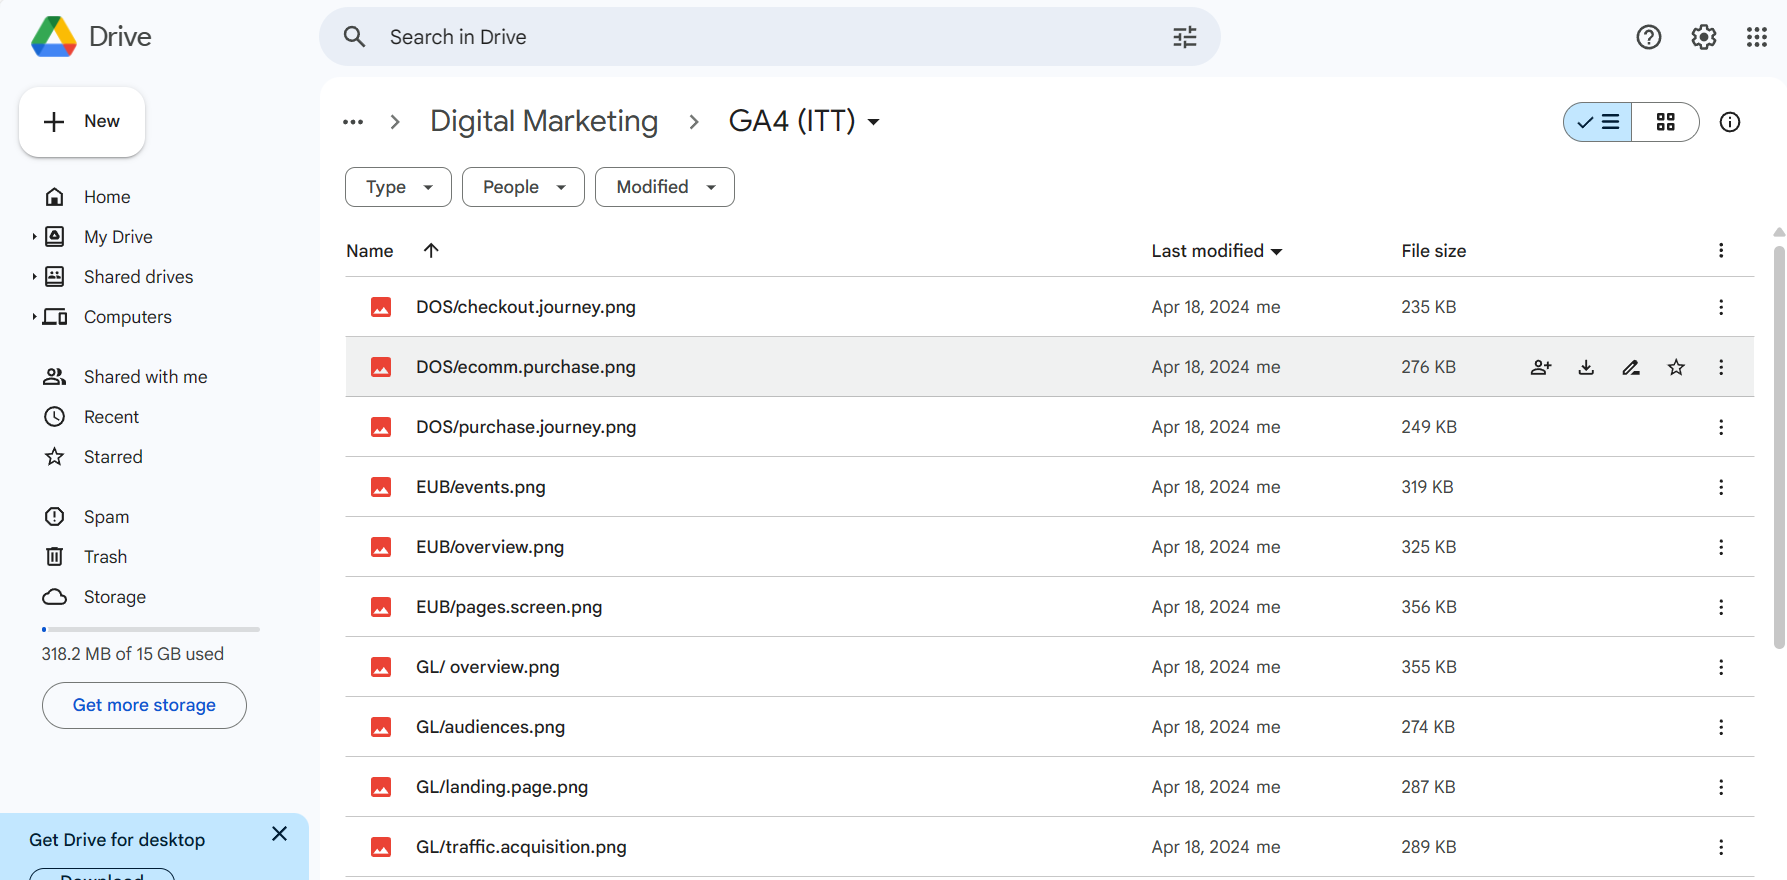 Drive
Search in Drive
New
Home
My Drive
Shared drives
Computers
Shared with me
Recent
Starred
Spam
Trash
Storage
318.2 MB of 15 GB used
Get more storage
Get Drive for desktop
Download
Digital Marketing GA4 (ITT)
Type People Modified
Name Last modified File size
DOS/checkout.journey.png Apr 18, 2024 me 235 KB
DOS/ecomm.purchase.png Apr 18, 2024 me 276 KB
DOS/purchase.journey.png Apr 18, 2024 me 249 KB
EUB/events.png Apr 18, 2024 me 319 KB
EUB/overview.png Apr 18, 2024 me 325 KB
EUB/pages.screen.png Apr 18, 2024 me 356 KB
GL/ overview.png Apr 18, 2024 me 355 KB
GL/audiences.png Apr 18, 2024 me 274 KB
GL/landing.page.png Apr 18, 2024 me 287 KB
GL/traffic.acquisition.png Apr 18, 2024 me 289 KB